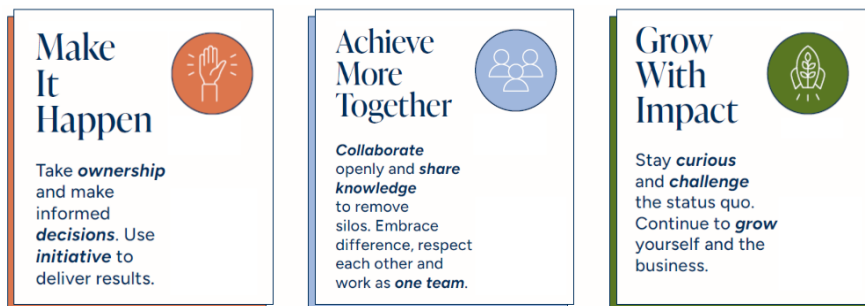 Make
It
Happen
Take ownership
and make
informed
decisions. Use
initiative to
deliver results.
Achieve
More
Together
Collaborate
openly and share
knowledge
to remove
silos. Embrace
difference, respect
each other and
work as one team.
Grow
With
Impact
Stay curious
and challenge
the status quo.
Continue to grow
yourself and the
business.